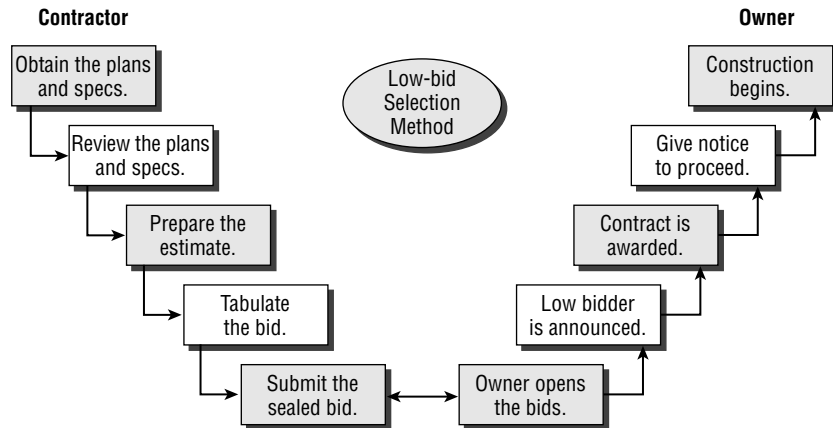 Contractor
Owner
Obtain the plans
and specs.
Low-bid
Selection
Method
Construction
begins.
Review the plans
and specs.
Give notice
to proceed.
Prepare the
estimate.
Contract is
awarded.
Tabulate
the bid.
Low bidder
is announced.
Submit the
sealed bid.
Owner opens
the bids.